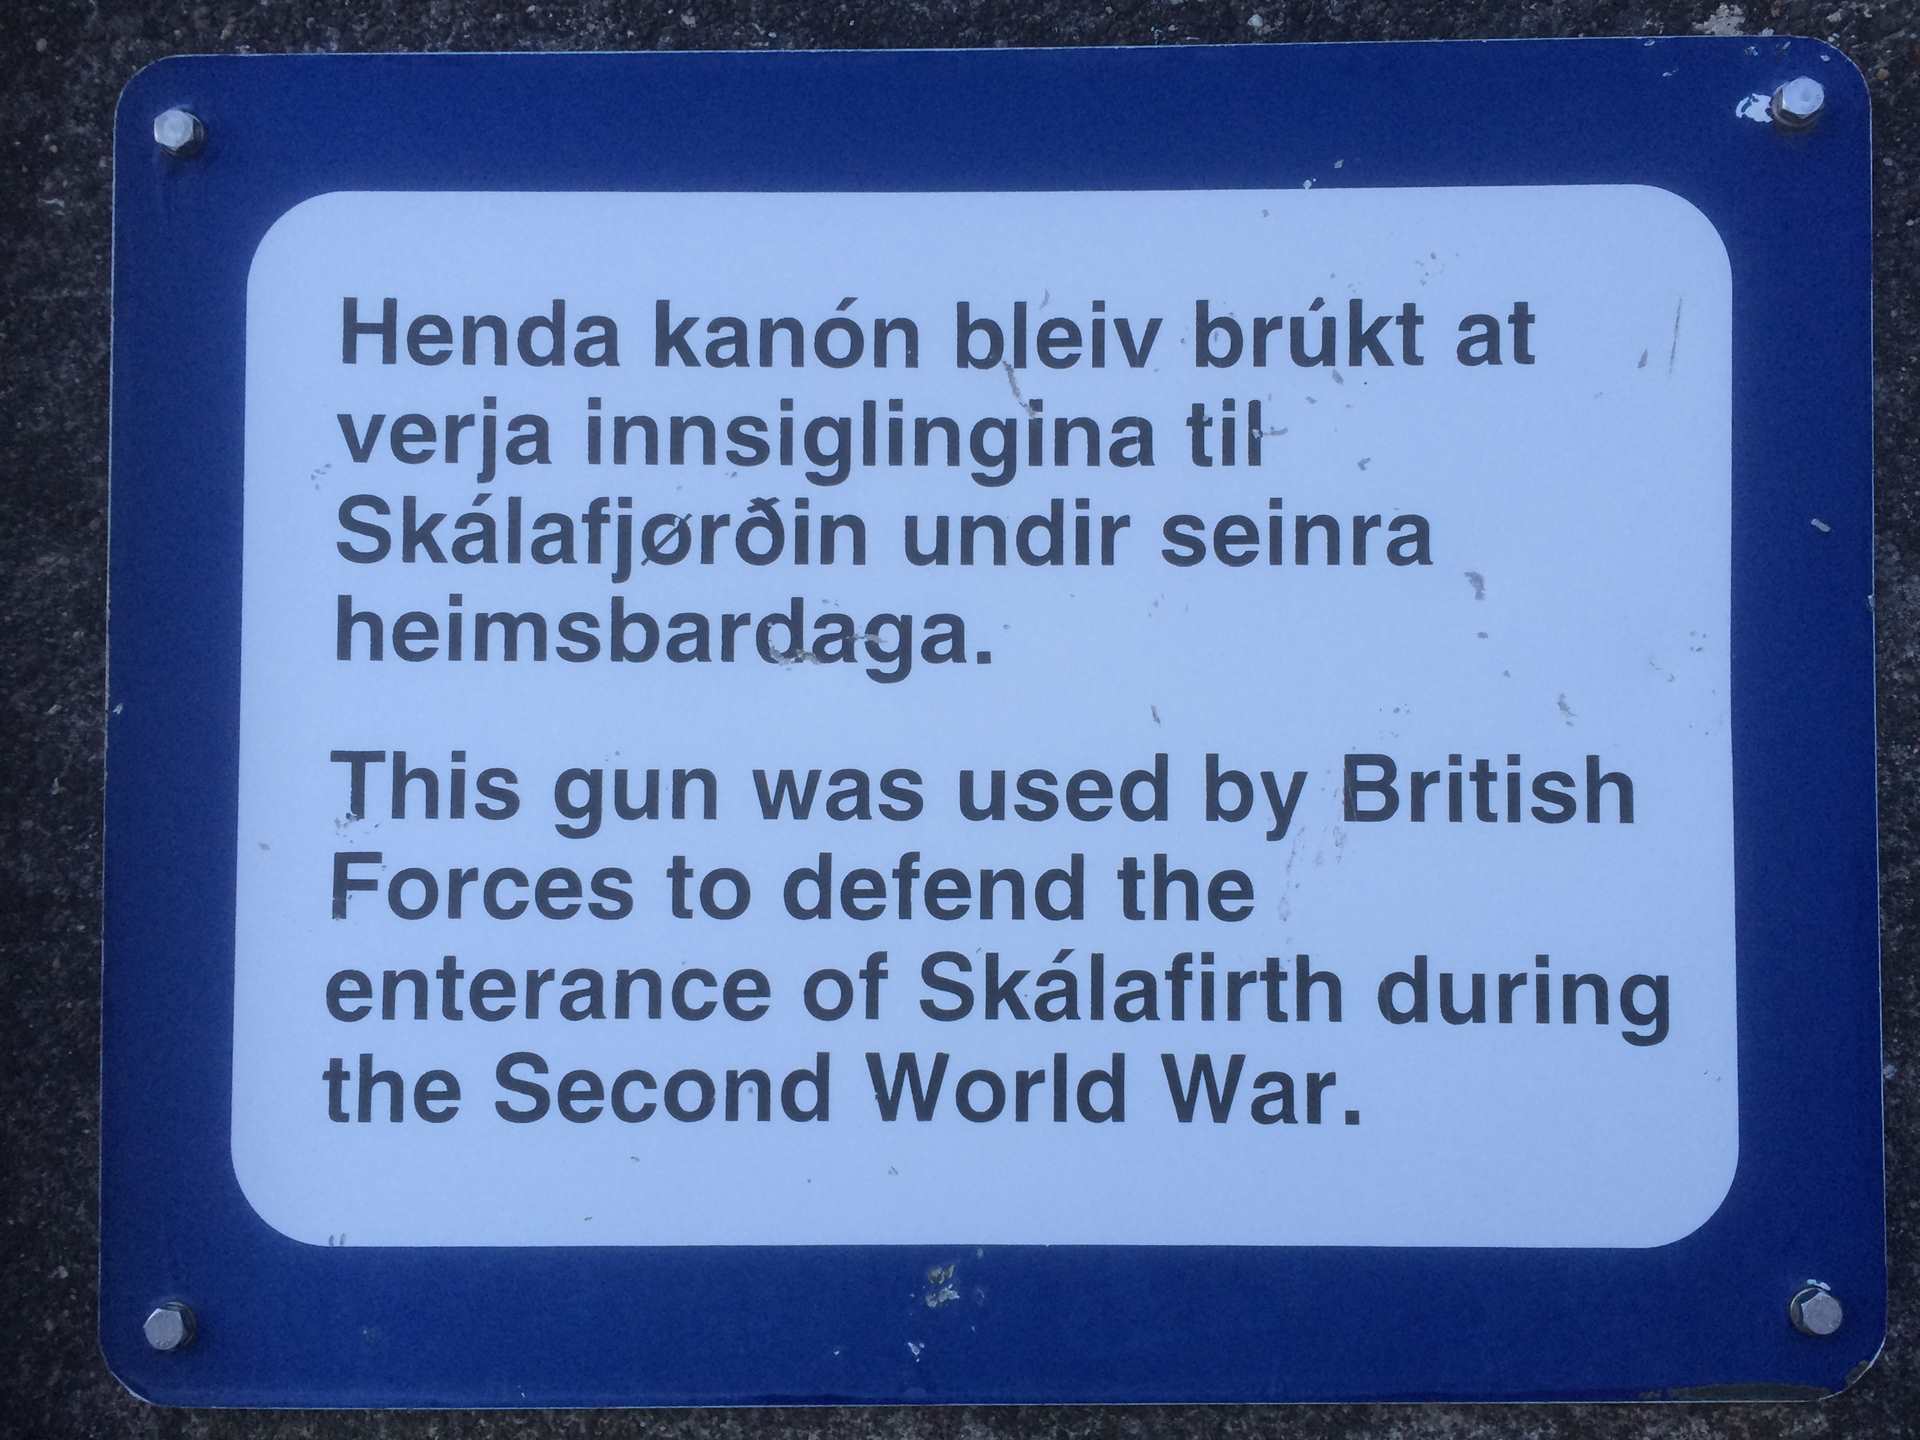 Henda kanón bleiv brúkt at
verja innsiglingina til
Skálafjørðin undir seinra
heimsbardaga.
This gun was used by British
Forces to defend the
enterance of Skálafirth during
the Second World War.